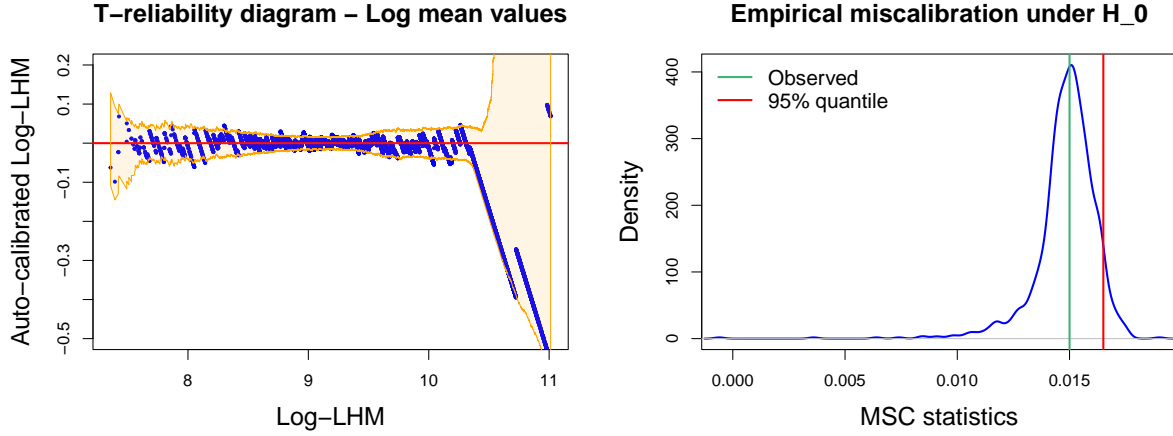 T−reliability diagram − Log mean values
Auto−calibrated Log−LHM
0.2
0.1
−0.1
−0.3
−0.5
8
9
10
11
Log−LHM
Empirical miscalibration under H_0
Density
400
300
200
100
0
Observed
95% quantile
0.000
0.005
0.010
0.015
MSC statistics